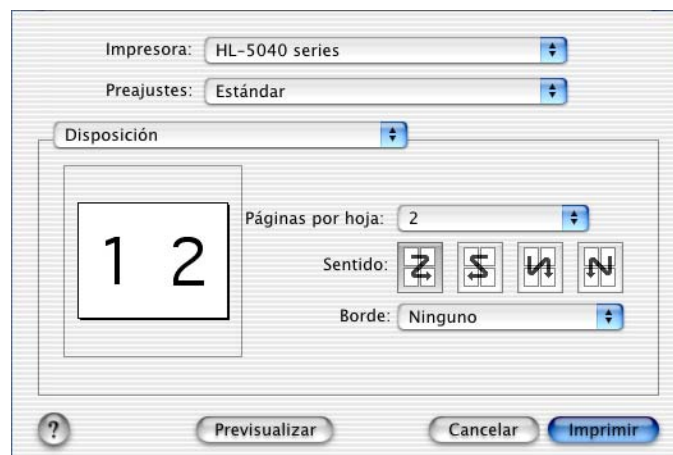 Impresora: HL-5040 series
Preajustes: Estándar
Disposición
Páginas por hoja: 2
1 2
Sentido:
Borde: Ninguno
? Previsualizar Cancelar Imprimir